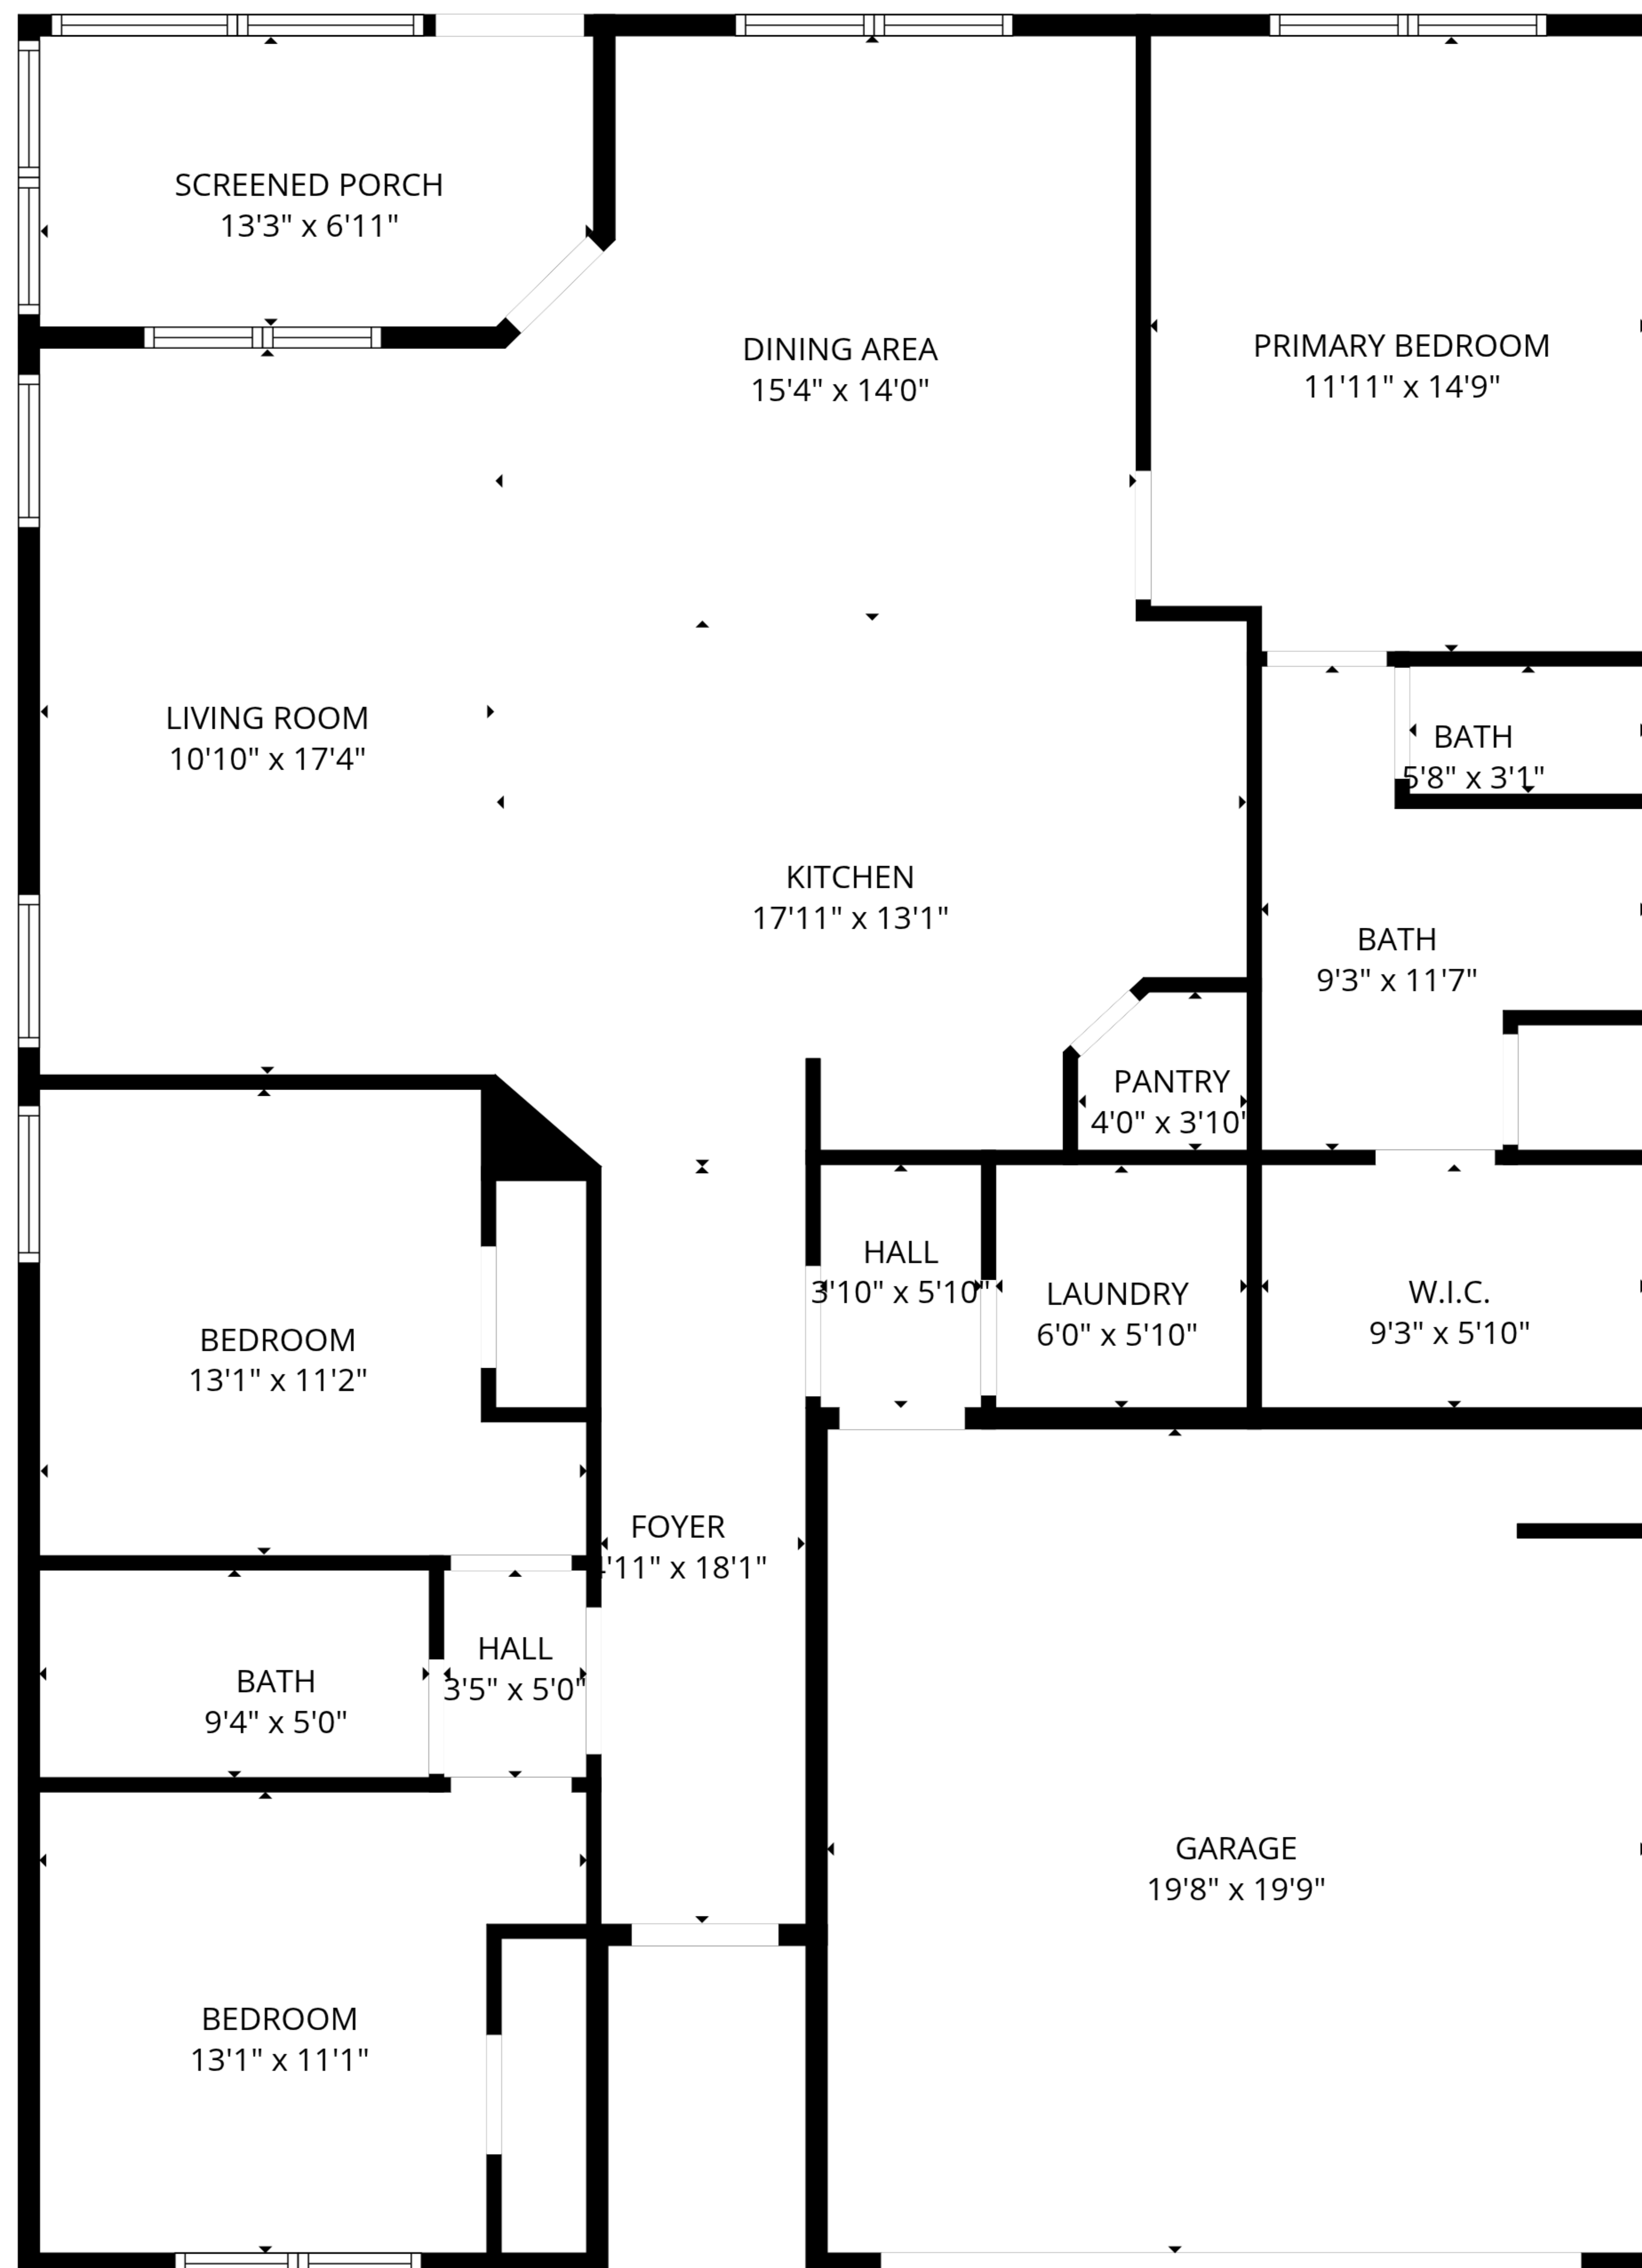 SCREENED PORCH
13'3" x 6'11"
DINING AREA
15'4" x 14'0"
PRIMARY BEDROOM
11'11" x 14'9"
LIVING ROOM
10'10" x 17'4"
BATH
5'8" x 3'1"
KITCHEN
17'11" x 13'1"
BATH
9'3" x 11'7"
PANTRY
4'0" x 3'10"
HALL
3'10" x 5'10"
LAUNDRY
6'0" x 5'10"
W.I.C.
9'3" x 5'10"
BEDROOM
13'1" x 11'2"
FOYER
4'11" x 18'1"
HALL
3'5" x 5'0"
BATH
9'4" x 5'0"
GARAGE
19'8" x 19'9"
BEDROOM
13'1" x 11'1"